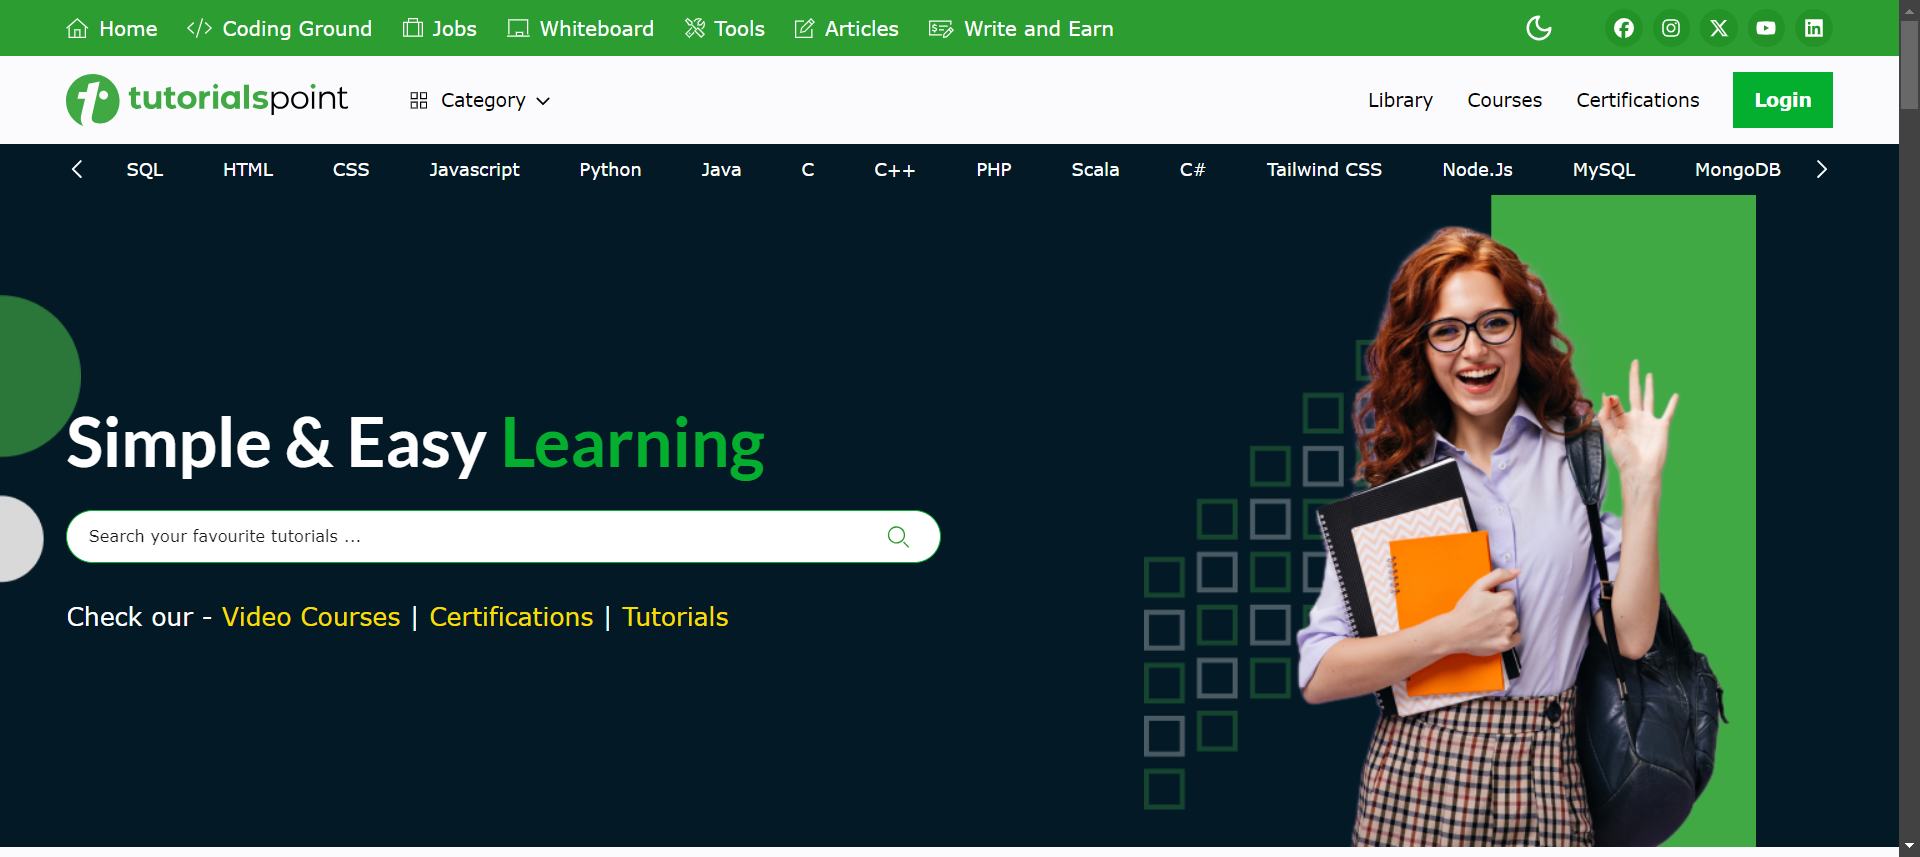 Home Coding Ground Jobs Whiteboard Tools Articles Write and Earn
tutorialspoint Category Library Courses Certifications Login
SQL HTML CSS Javascript Python Java C C++ PHP Scala C# Tailwind CSS Node.Js MySQL MongoDB
Simple & Easy Learning
Search your favourite tutorials ...
Check our - Video Courses | Certifications | Tutorials